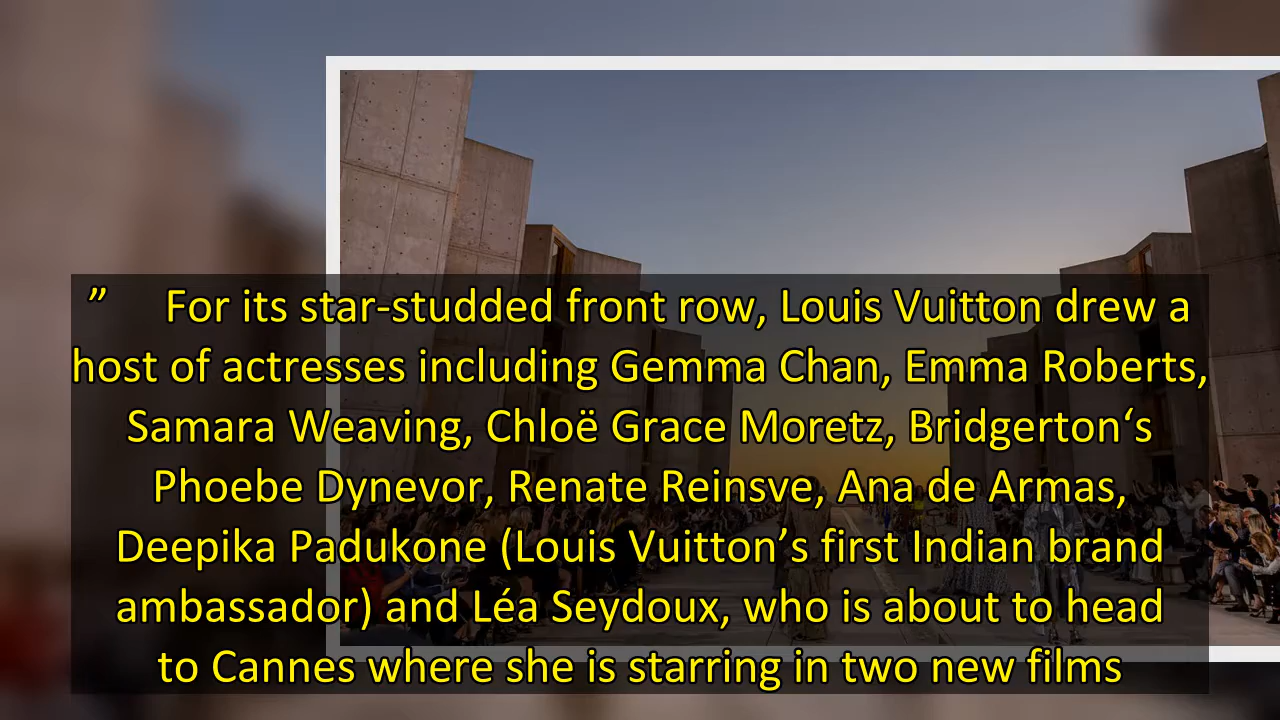 ”     For its star-studded front row, Louis Vuitton drew a
host of actresses including Gemma Chan, Emma Roberts,
Samara Weaving, Chloë Grace Moretz, Bridgerton‘s
Phoebe Dynevor, Renate Reinsve, Ana de Armas,
Deepika Padukone (Louis Vuitton’s first Indian brand
ambassador) and Léa Seydoux, who is about to head
to Cannes where she is starring in two new films